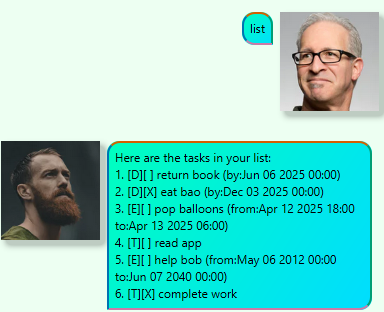 list
Here are the tasks in your list:
1. [D][ ] return book (by:Jun 06 2025 00:00)
2. [D][X] eat bao (by:Dec 03 2025 00:00)
3. [E][ ] pop balloons (from:Apr 12 2025 18:00
to:Apr 13 2025 06:00)
4. [T][ ] read app
5. [E][ ] help bob (from:May 06 2012 00:00
to:Jun 07 2040 00:00)
6. [T][X] complete work